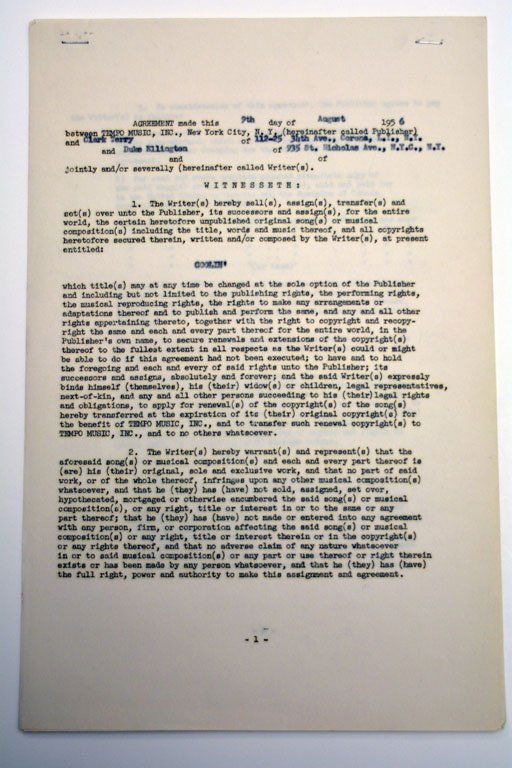 AGREEMENT made this 9th day of August 1956
between TEMPO MUSIC, INC., New York City, N. Y. (hereinafter called Publisher)
and Clark Terry of 112-25 34th Ave., Corona, L.I., N.Y.
and Duke Ellington of 935 St. Nicholas Ave., N.Y.C., N.Y.
and of
jointly and/or severally (hereinafter called Writer(s).
W I T N E S S E T H :
1. The Writer(s) hereby sell(s), assign(s), transfer(s) and
set(s) over unto the Publisher, its successors and assign(s), for the entire
world, the certain heretofore unpublished original song(s) or musical
composition(s) including the title, words and music thereof, and all copyrights
heretofore secured therein, written and/or composed by the Writer(s), at present
entitled:
COOLIN'
which title(s) may at any time be changed at the sole option of the Publisher
and including but not limited to the publishing rights, the performing rights,
the musical reproducing rights, the rights to make any arrangements or
adaptations thereof and to publish and perform the same, and any and all other
rights appertaining thereto, together with the right to copyright and recopy-
right the same and each and every part thereof for the entire world, in the
Publisher's own name, to secure renewals and extensions of the copyright(s)
thereof to the fullest extent in all respects as the Writer(s) could or might
be able to do if this agreement had not been executed; to have and to hold
the foregoing and each and every of said rights unto the Publisher; its
successors and assigns, absolutely and forever; and the said Writer(s) expressly
binds himself (themselves), his (their) widow(s) or children, legal representatives,
next-of-kin, and any and all other persons succeeding to his (their)legal rights
and obligations, to apply for renewal(s) of the copyright(s) of the song(s)
hereby transferred at the expiration of its (their) original copyright(s) for
the benefit of TEMPO MUSIC, INC., and to transfer such renewal copyright(s) to
TEMPO MUSIC, INC., and to no others whatsoever.
2. The Writer(s) hereby warrant(s) and represent(s) that the
aforesaid song(s) or musical composition(s) and each and every part thereof is
(are) his (their) original, sole and exclusive work, and that no part of said
work, or of the whole thereof, infringes upon any other musical composition(s)
whatsoever, and that he (they) has (have) not sold, assigned, set over,
hypothecated, mortgaged or otherwise encumbered the said song(s) or musical
composition(s), or any right, title or interest in or to the same or any
part thereof; that he (they) has (have) not made or entered into any agreement
with any person, firm, or corporation affecting the said song(s) or musical
composition(s) or any right, title or interest therein or in the copyright(s)
or any rights thereof, and that no adverse claim of any nature whatsoever
in or to said musical composition(s) or any part or use thereof or right therein
exists or has been made by any person whatsoever, and that he (they) has (have)
the full right, power and authority to make this assignment and agreement.
- 1 -